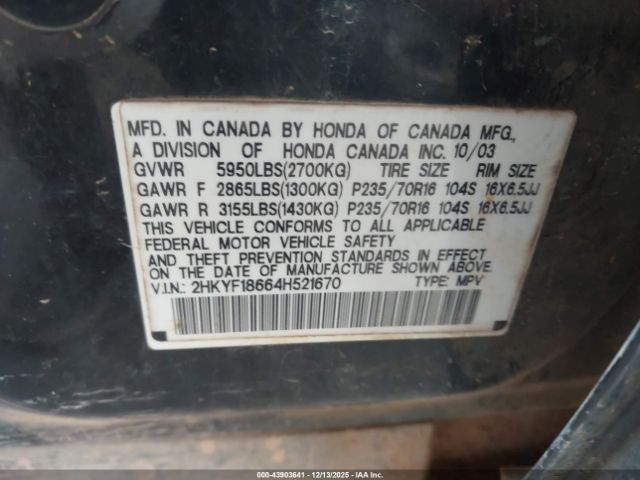 MFD. IN CANADA BY HONDA OF CANADA MFG.,
A DIVISION OF HONDA CANADA INC. 10/03
GVWR 5950LBS(2700KG) TIRE SIZE RIM SIZE
GAWR F 2865LBS(1300KG) P235/70R16 104S 16X6.5JJ
GAWR R 3155LBS(1430KG) P235/70R16 104S 16X6.5JJ
THIS VEHICLE CONFORMS TO ALL APPLICABLE
FEDERAL MOTOR VEHICLE SAFETY
AND THEFT PREVENTION STANDARDS IN EFFECT
ON THE DATE OF MANUFACTURE SHOWN ABOVE.
V.I.N.: 2HKYF18664H521670 TYPE: MPV
000-43903641 - 12/13/2025 - IAA Inc.